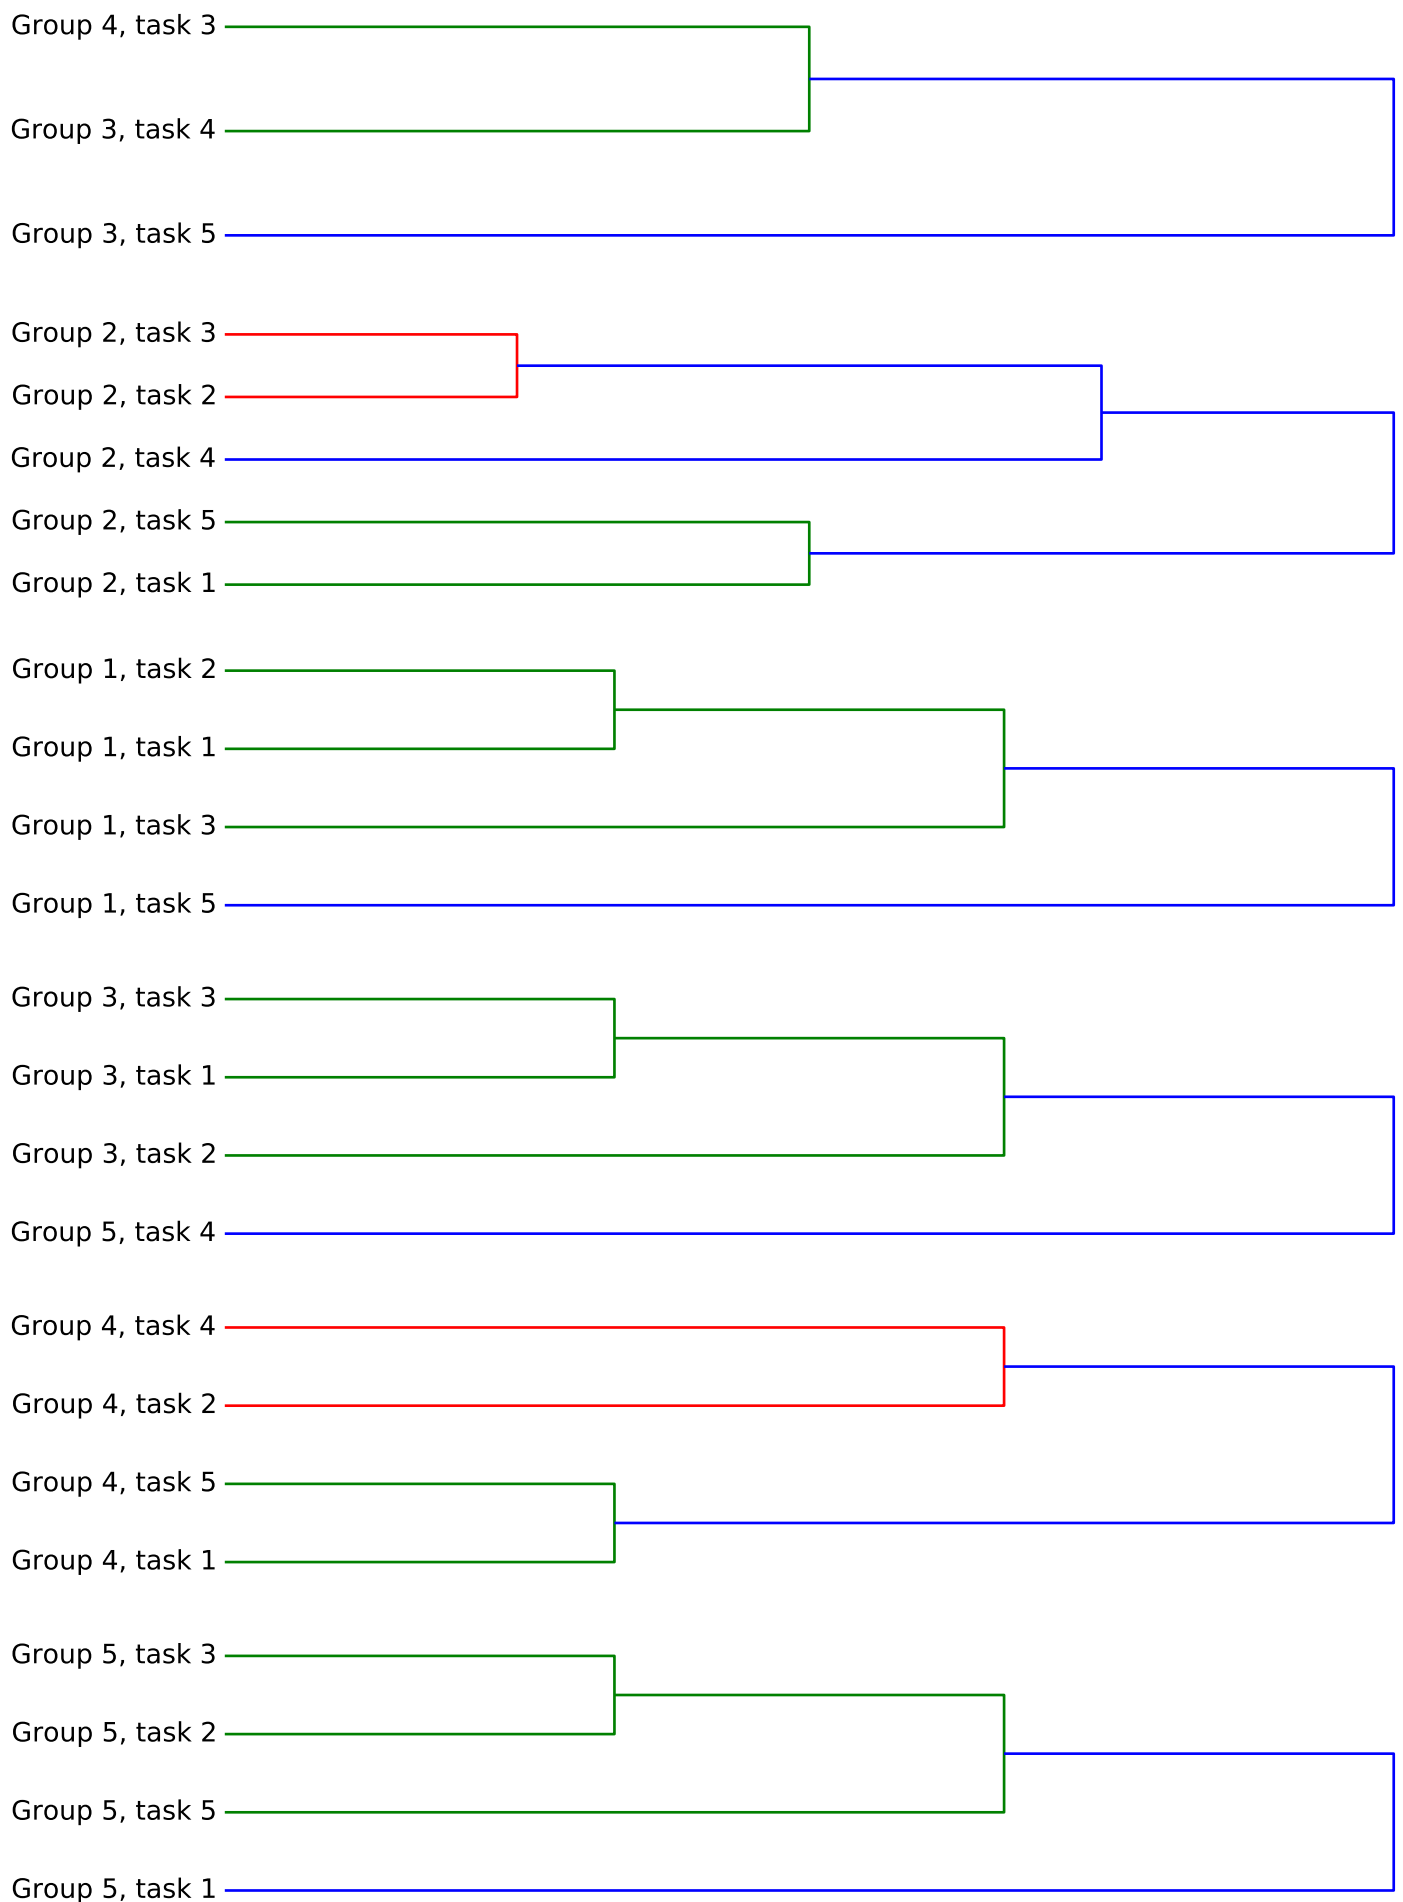 Group 4, task 3
Group 3, task 4
Group 3, task 5
Group 2, task 3
Group 2, task 2
Group 2, task 4
Group 2, task 5
Group 2, task 1
Group 1, task 2
Group 1, task 1
Group 1, task 3
Group 1, task 5
Group 3, task 3
Group 3, task 1
Group 3, task 2
Group 5, task 4
Group 4, task 4
Group 4, task 2
Group 4, task 5
Group 4, task 1
Group 5, task 3
Group 5, task 2
Group 5, task 5
Group 5, task 1